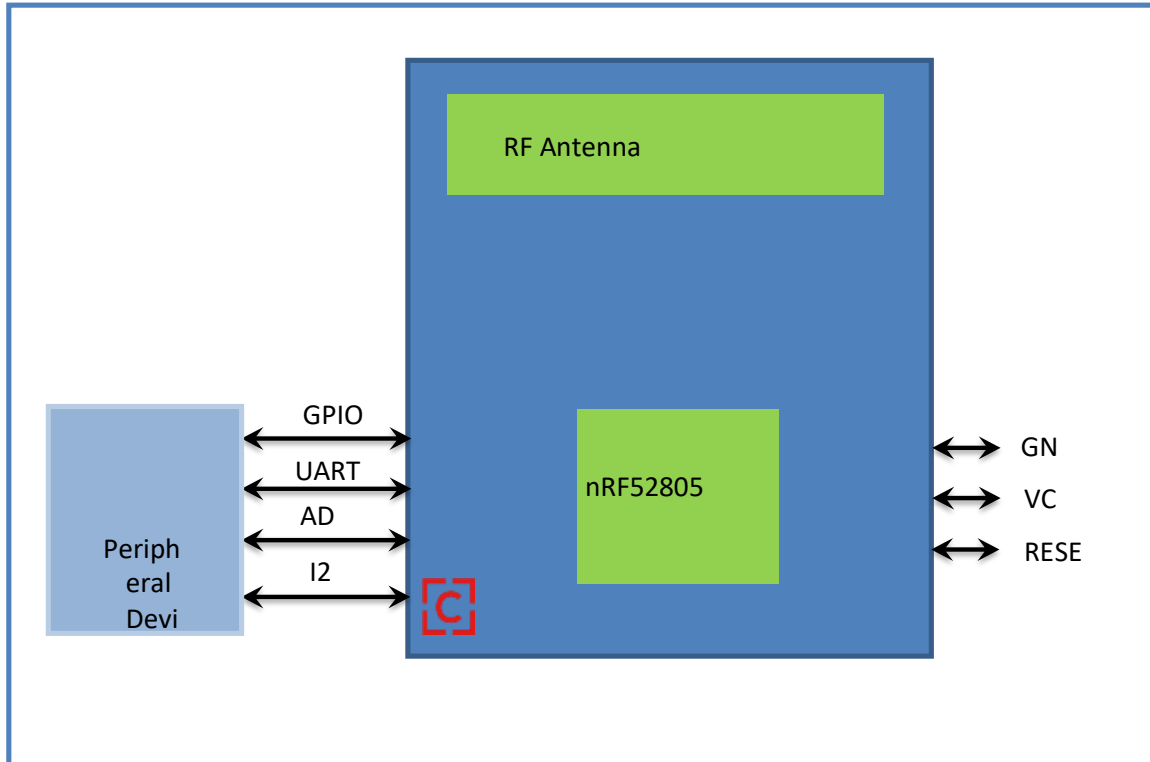 RF Antenna
GPIO
UART
AD
I2
Periph
eral
Devi
nRF52805
GN
VC
RESE
C